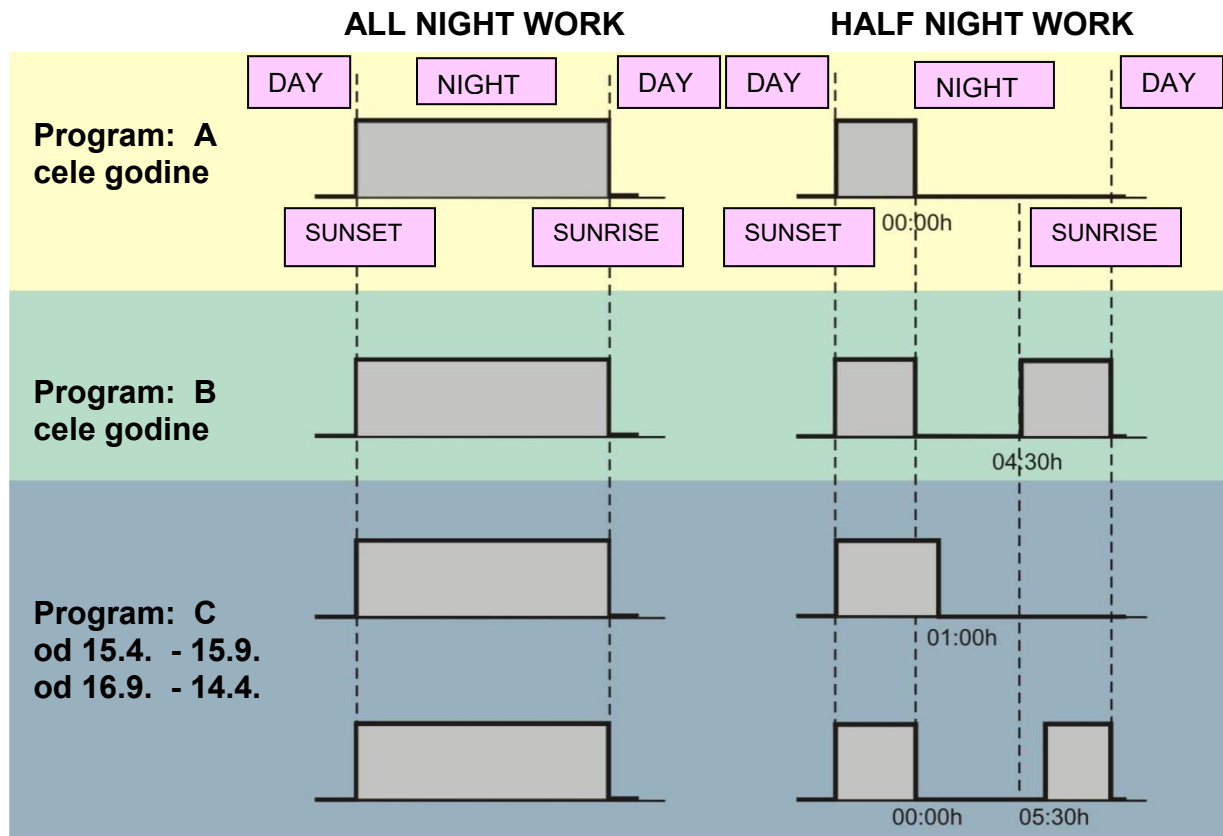 ALL NIGHT WORK HALF NIGHT WORK
DAY NIGHT DAY DAY NIGHT DAY
Program: A
cele godine
SUNSET SUNRISE SUNSET 00:00h SUNRISE
Program: B
cele godine
04:30h
Program: C
od 15.4. - 15.9.
od 16.9. - 14.4.
01:00h
00:00h 05:30h